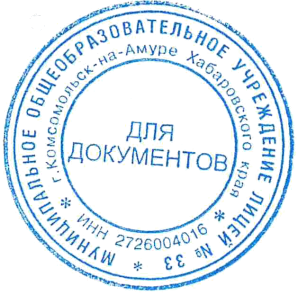 МУНИЦИПАЛЬНОЕ ОБЩЕОБРАЗОВАТЕЛЬНОЕ УЧРЕЖДЕНИЕ ЛИЦЕЙ № 33 *
г.Комсомольск-на-Амуре Хабаровского края
* ИНН 2726004016 *
ДЛЯ
ДОКУМЕНТОВ